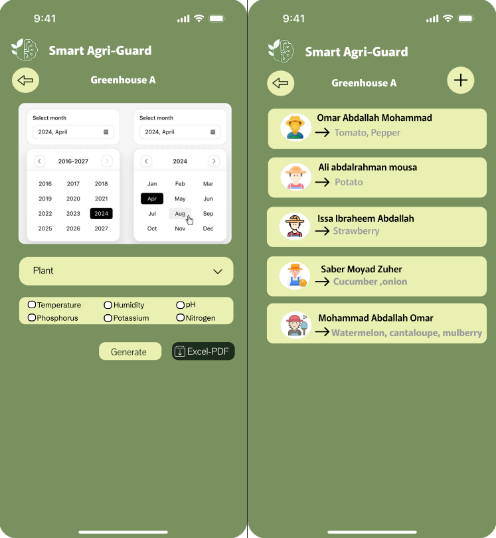 9:41
Smart Agri-Guard
Greenhouse A
Select month
2024, April
2016-2027
2016 2017 2018
2019 2020 2021
2022 2023 2024
2025 2026 2027
Select month
2024, April
2024
Jan Feb Mar
Apr May Jun
Jul Aug Sep
Oct Nov Dec
Plant
Temperature Humidity pH
Phosphorus Potassium Nitrogen
Generate Excel-PDF
9:41
Smart Agri-Guard
Greenhouse A
Omar Abdallah Mohammad
Tomato, Pepper
Ali abdalrahman mousa
Potato
Issa Ibraheem Abdallah
Strawberry
Saber Moyad Zuher
Cucumber ,onion
Mohammad Abdallah Omar
Watermelon, cantaloupe, mulberry